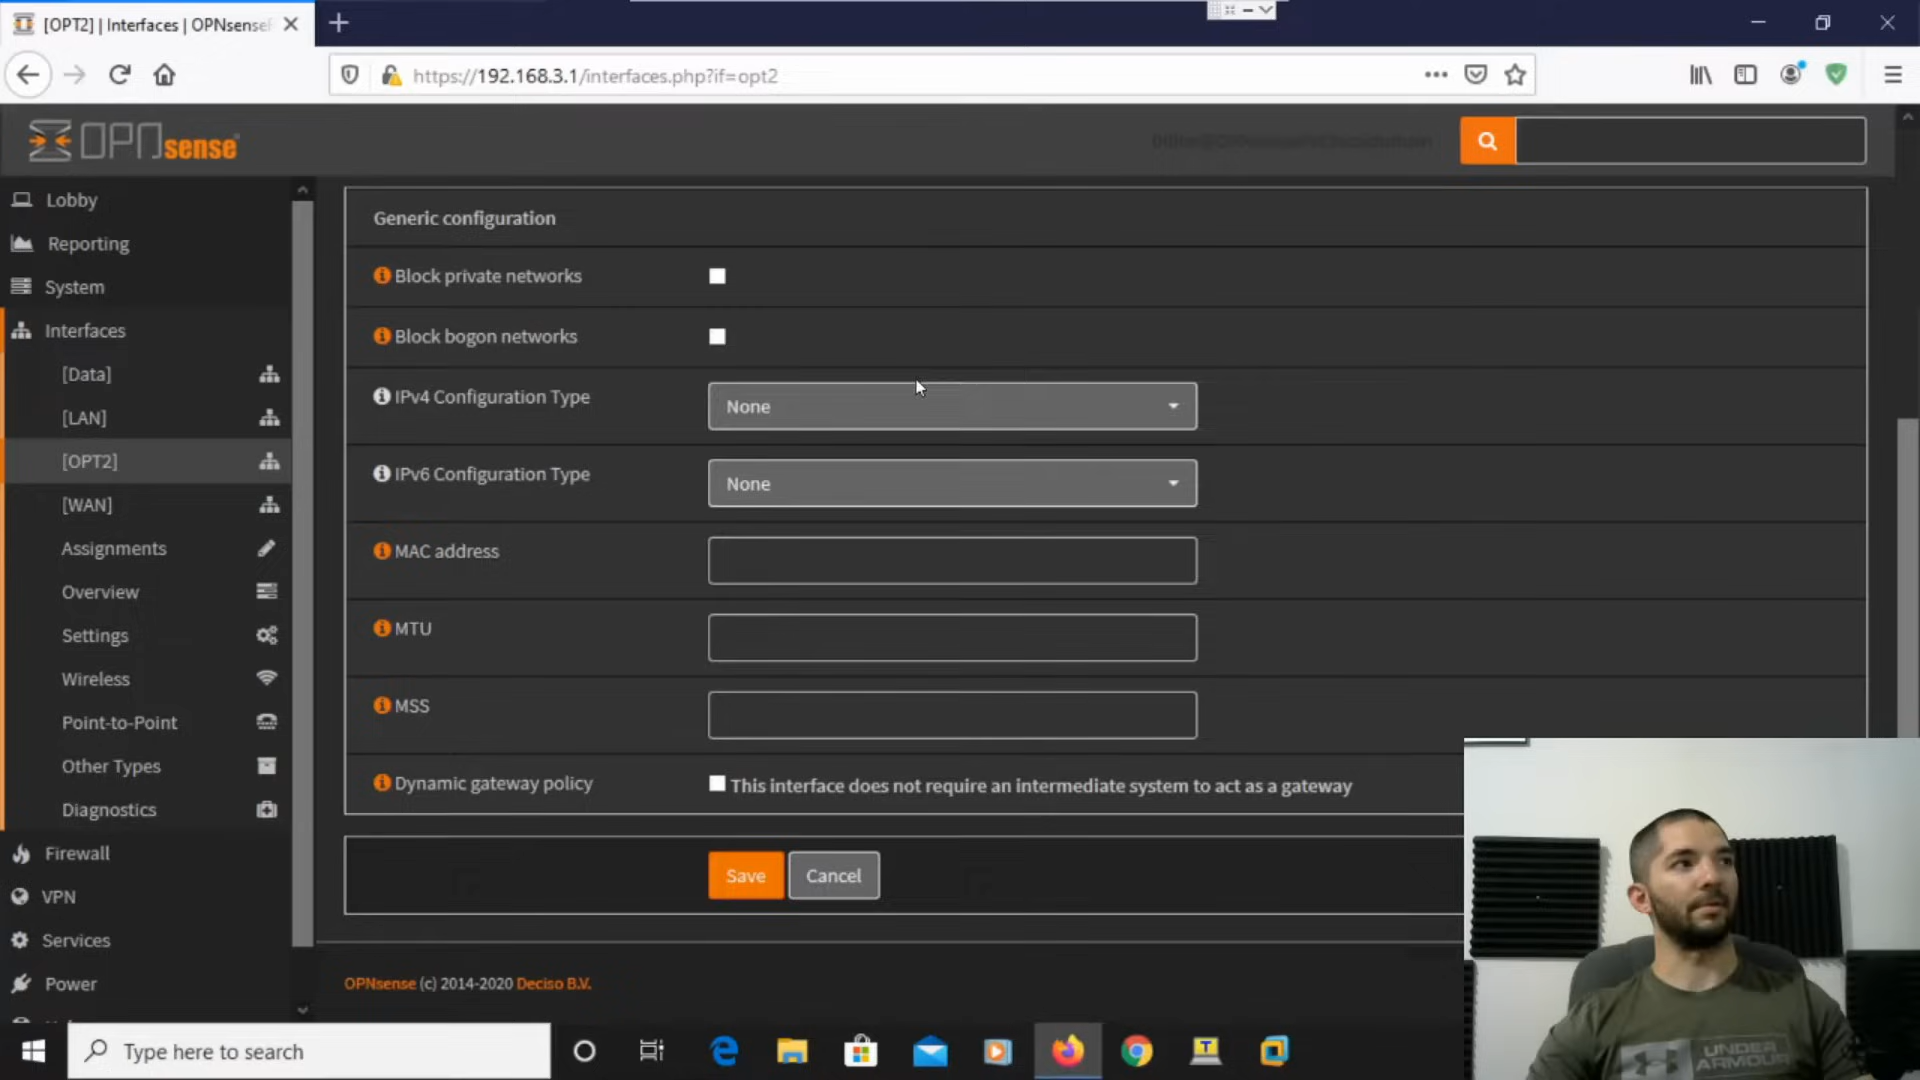 [OPT2] | Interfaces | OPNsense
https://192.168.3.1/interfaces.php?if=opt2
OPNsense
Lobby
Reporting
System
Interfaces
[Data]
[LAN]
[OPT2]
[WAN]
Assignments
Overview
Settings
Wireless
Point-to-Point
Other Types
Diagnostics
Firewall
VPN
Services
Power
Generic configuration
Block private networks
Block bogon networks
IPv4 Configuration Type None
IPv6 Configuration Type None
MAC address
MTU
MSS
Dynamic gateway policy This interface does not require an intermediate system to act as a gateway
Save Cancel
OPNsense (c) 2014-2020 Deciso B.V.
Type here to search
UNDER
ARMOUR